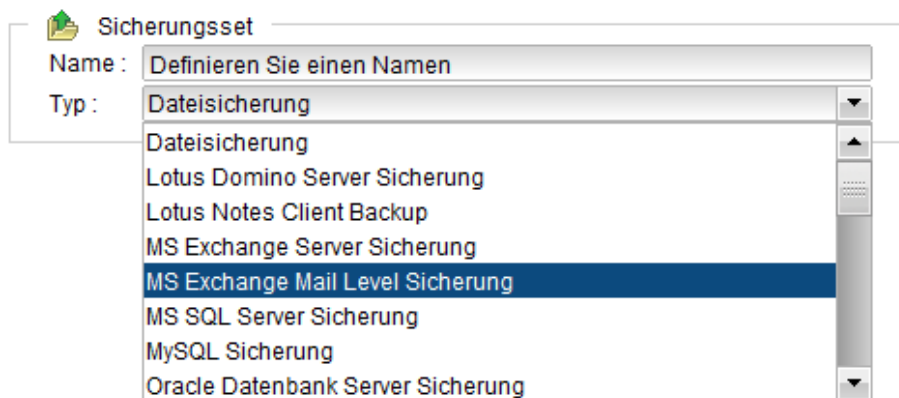 Sicherungsset
Name : Definieren Sie einen Namen
Typ : Dateisicherung
Dateisicherung
Lotus Domino Server Sicherung
Lotus Notes Client Backup
MS Exchange Server Sicherung
MS Exchange Mail Level Sicherung
MS SQL Server Sicherung
MySQL Sicherung
Oracle Datenbank Server Sicherung